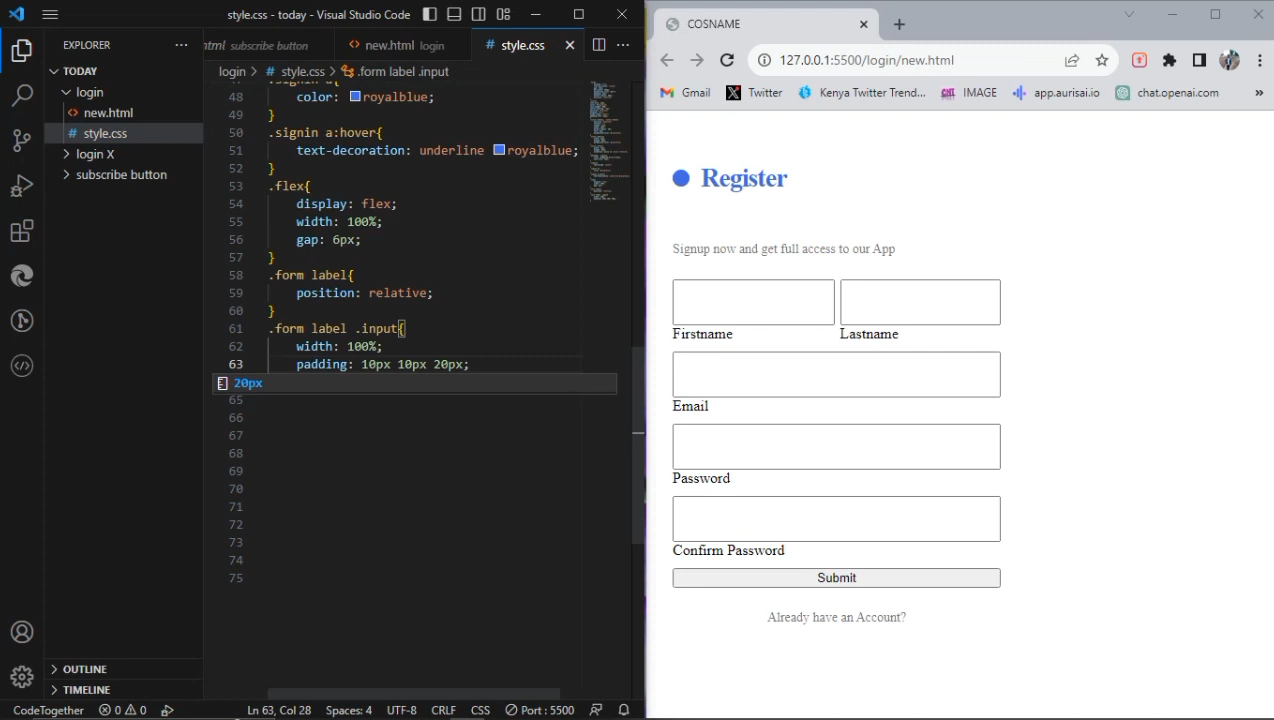 style.css - today - Visual Studio Code
EXPLORER
TODAY
login
new.html
style.css
login X
subscribe button
OUTLINE
TIMELINE
html subscribe button
new.html login
style.css
login > style.css > .form label .input
48 color: royalblue;
49 }
50 .signin a:hover{
51 text-decoration: underline royalblue;
52 }
53 .flex{
54 display: flex;
55 width: 100%;
56 gap: 6px;
57 }
58 .form label{
59 position: relative;
60 }
61 .form label .input{
62 width: 100%;
63 padding: 10px 10px 20px;
20px
65
66
67
68
69
70
71
72
73
74
75
CodeTogether 0 0 Ln 63, Col 28 Spaces: 4 UTF-8 CRLF CSS Port : 5500
COSNAME
127.0.0.1:5500/login/new.html
Gmail Twitter Kenya Twitter Trend... IMAGE app.aurisai.io chat.openai.com »
Register
Signup now and get full access to our App
Firstname Lastname
Email
Password
Confirm Password
Submit
Already have an Account?